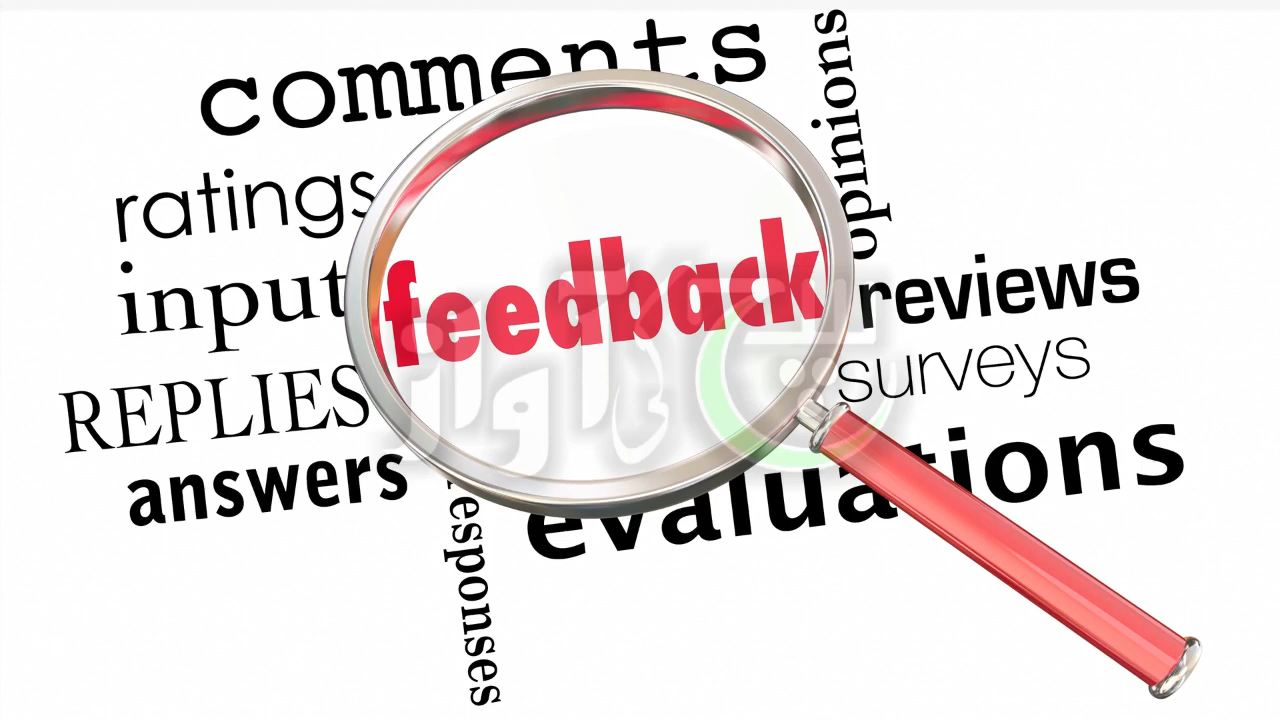 comments
opinions
ratings
input
feedback
reviews
REPLIES
surveys
answers
evaluations
responses